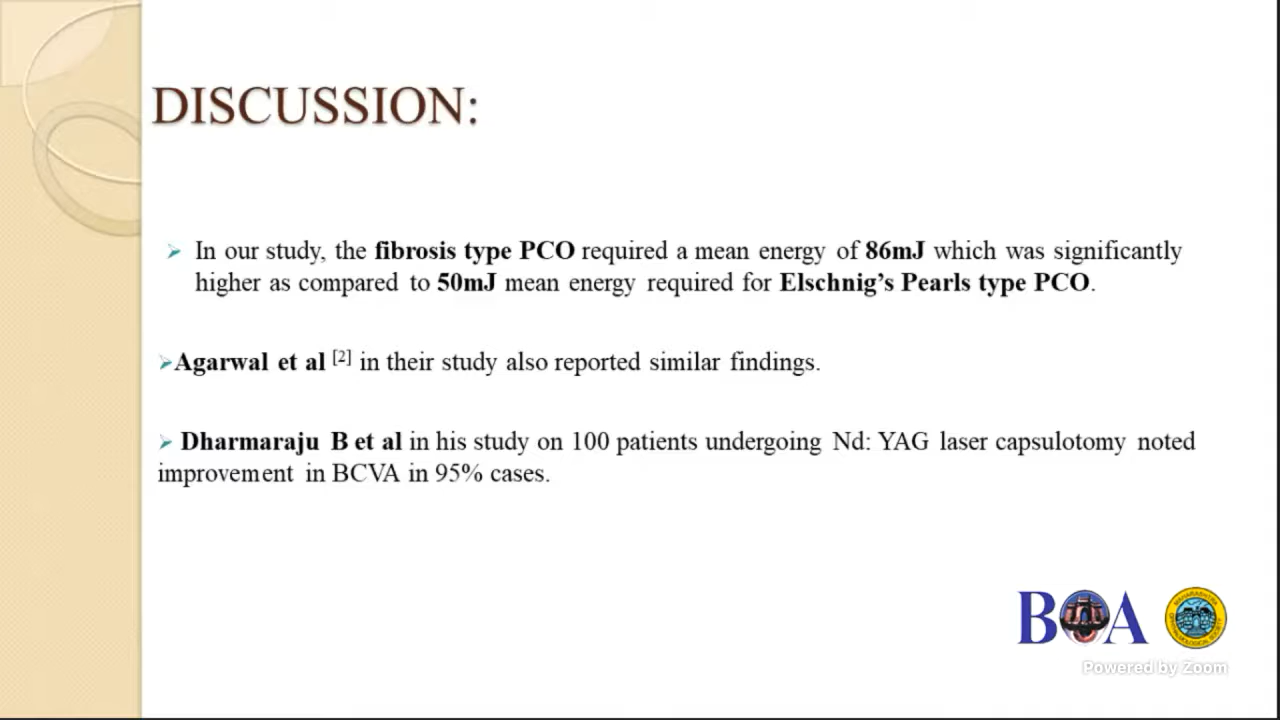 DISCUSSION:
➢ In our study, the fibrosis type PCO required a mean energy of 86mJ which was significantly
higher as compared to 50mJ mean energy required for Elschnig’s Pearls type PCO.
➢Agarwal et al [2] in their study also reported similar findings.
➢ Dharmaraju B et al in his study on 100 patients undergoing Nd: YAG laser capsulotomy noted
improvement in BCVA in 95% cases.
BOA
MAHARASHTRA OPHTHALMOLOGICAL SOCIETY
Powered by Zoom